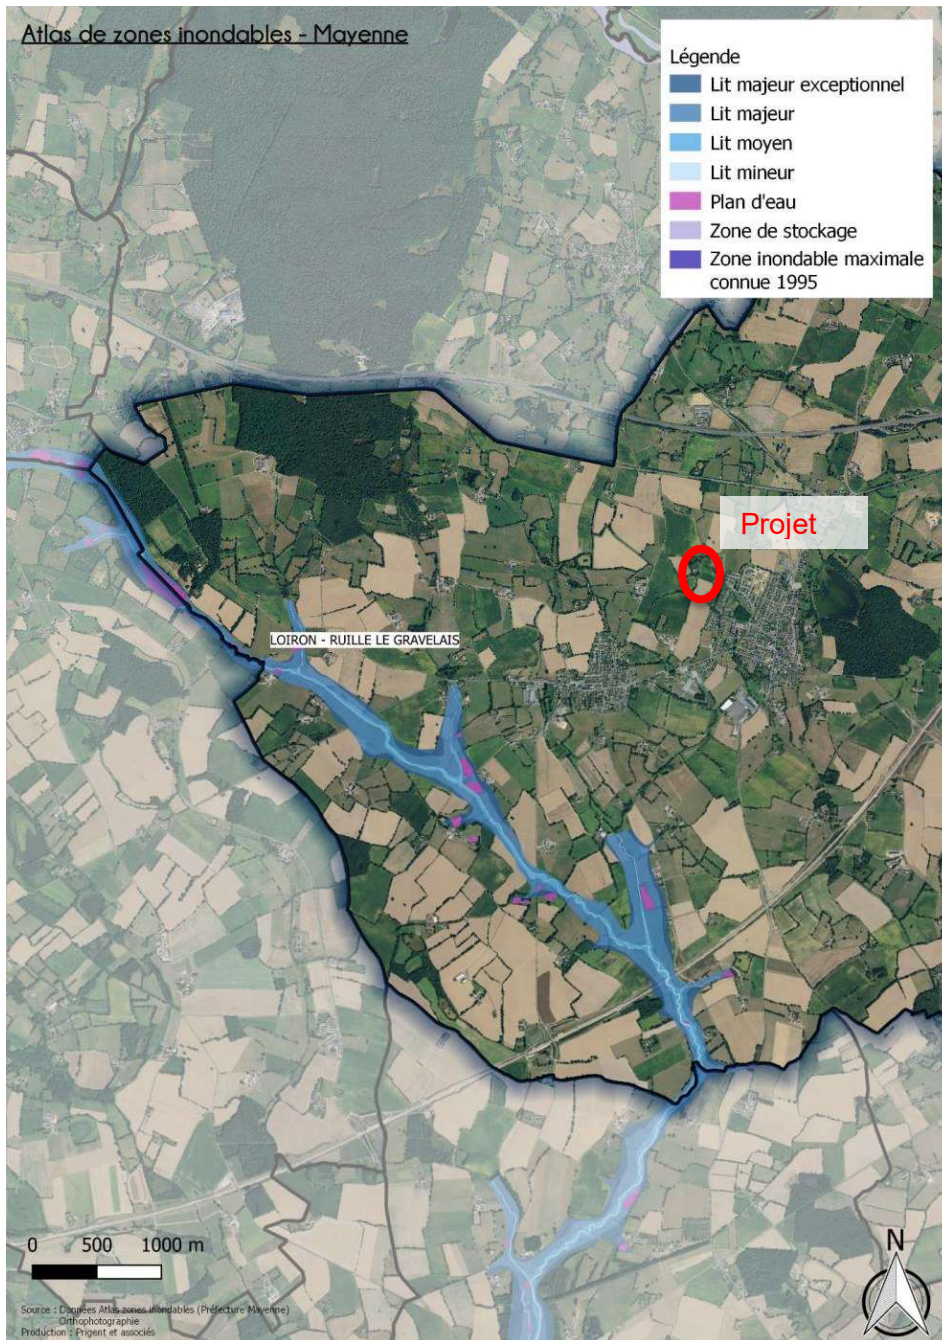 Atlas de zones inondables - Mayenne
Légende
Lit majeur exceptionnel
Lit majeur
Lit moyen
Lit mineur
Plan d'eau
Zone de stockage
Zone inondable maximale
connue 1995
Projet
LOIRON - RUILLE LE GRAVELAIS
0 500 1000 m
N
Source : Données Atlas zones inondables (Préfecture Mayenne)
Orthophotographie
Production : Prigent et associés